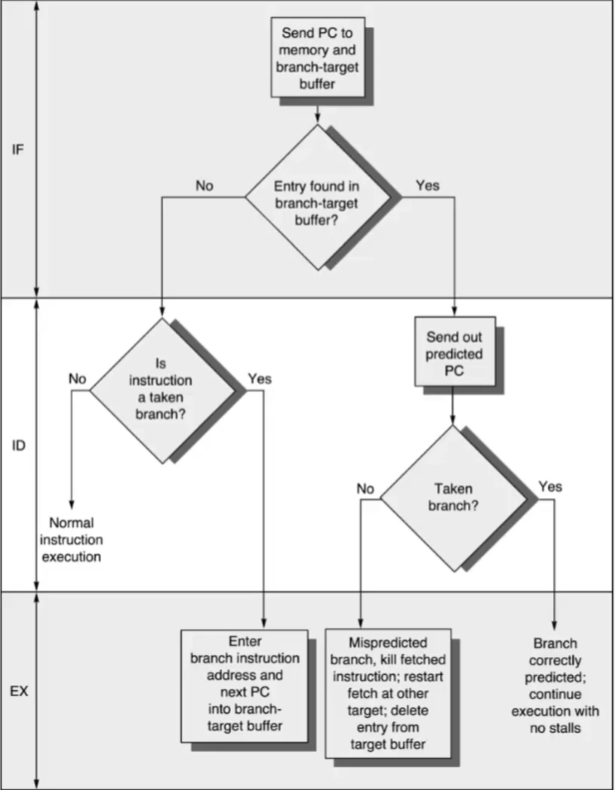 Send PC to
memory and
branch-target
buffer
IF
No
Entry found in
branch-target
buffer?
Yes
Is
instruction
a taken
branch?
No
Yes
Send out
predicted
PC
ID
No
Taken
branch?
Yes
Normal
instruction
execution
EX
Enter
branch instruction
address and
next PC
into branch-
target buffer
Mispredicted
branch, kill fetched
instruction; restart
fetch at other
target; delete
entry from
target buffer
Branch
correctly
predicted;
continue
execution with
no stalls